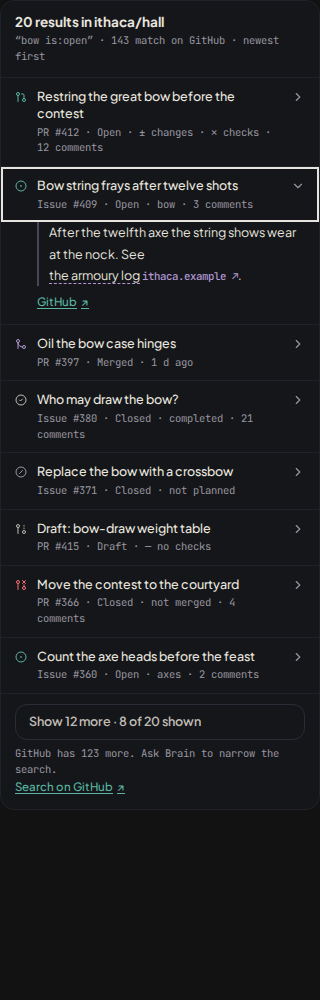 20 results in ithaca/hall
“bow is:open” · 143 match on GitHub · newest
first
Restring the great bow before the
contest
PR #412 · Open · ± changes · × checks ·
12 comments
Bow string frays after twelve shots
Issue #409 · Open · bow · 3 comments
After the twelfth axe the string shows wear
at the nock. See
the armoury log ithaca.example ↗.
GitHub ↗
Oil the bow case hinges
PR #397 · Merged · 1 d ago
Who may draw the bow?
Issue #380 · Closed · completed · 21
comments
Replace the bow with a crossbow
Issue #371 · Closed · not planned
Draft: bow-draw weight table
PR #415 · Draft · — no checks
Move the contest to the courtyard
PR #366 · Closed · not merged · 4
comments
Count the axe heads before the feast
Issue #360 · Open · axes · 2 comments
Show 12 more · 8 of 20 shown
GitHub has 123 more. Ask Brain to narrow the
search.
Search on GitHub ↗